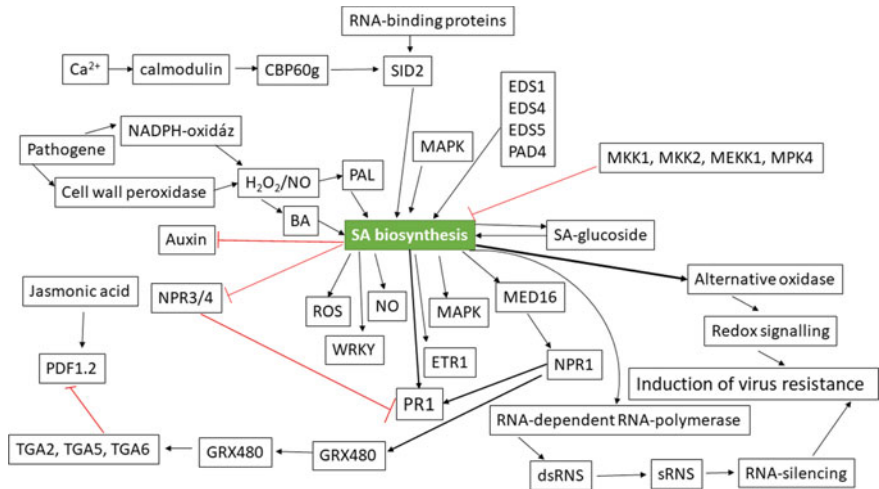 RNA-binding proteins
Ca²⁺
calmodulin
CBP60g
SID2
EDS1
EDS4
EDS5
PAD4
NADPH-oxidáz
MAPK
Pathogene
MKK1, MKK2, MEKK1, MPK4
Cell wall peroxidase
H₂O₂/NO
PAL
BA
Auxin
SA biosynthesis
SA-glucoside
Alternative oxidase
Jasmonic acid
NPR3/4
ROS
NO
MAPK
MED16
Redox signalling
WRKY
ETR1
NPR1
PDF1.2
Induction of virus resistance
PR1
RNA-dependent RNA-polymerase
TGA2, TGA5, TGA6
GRX480
GRX480
dsRNS
sRNS
RNA-silencing